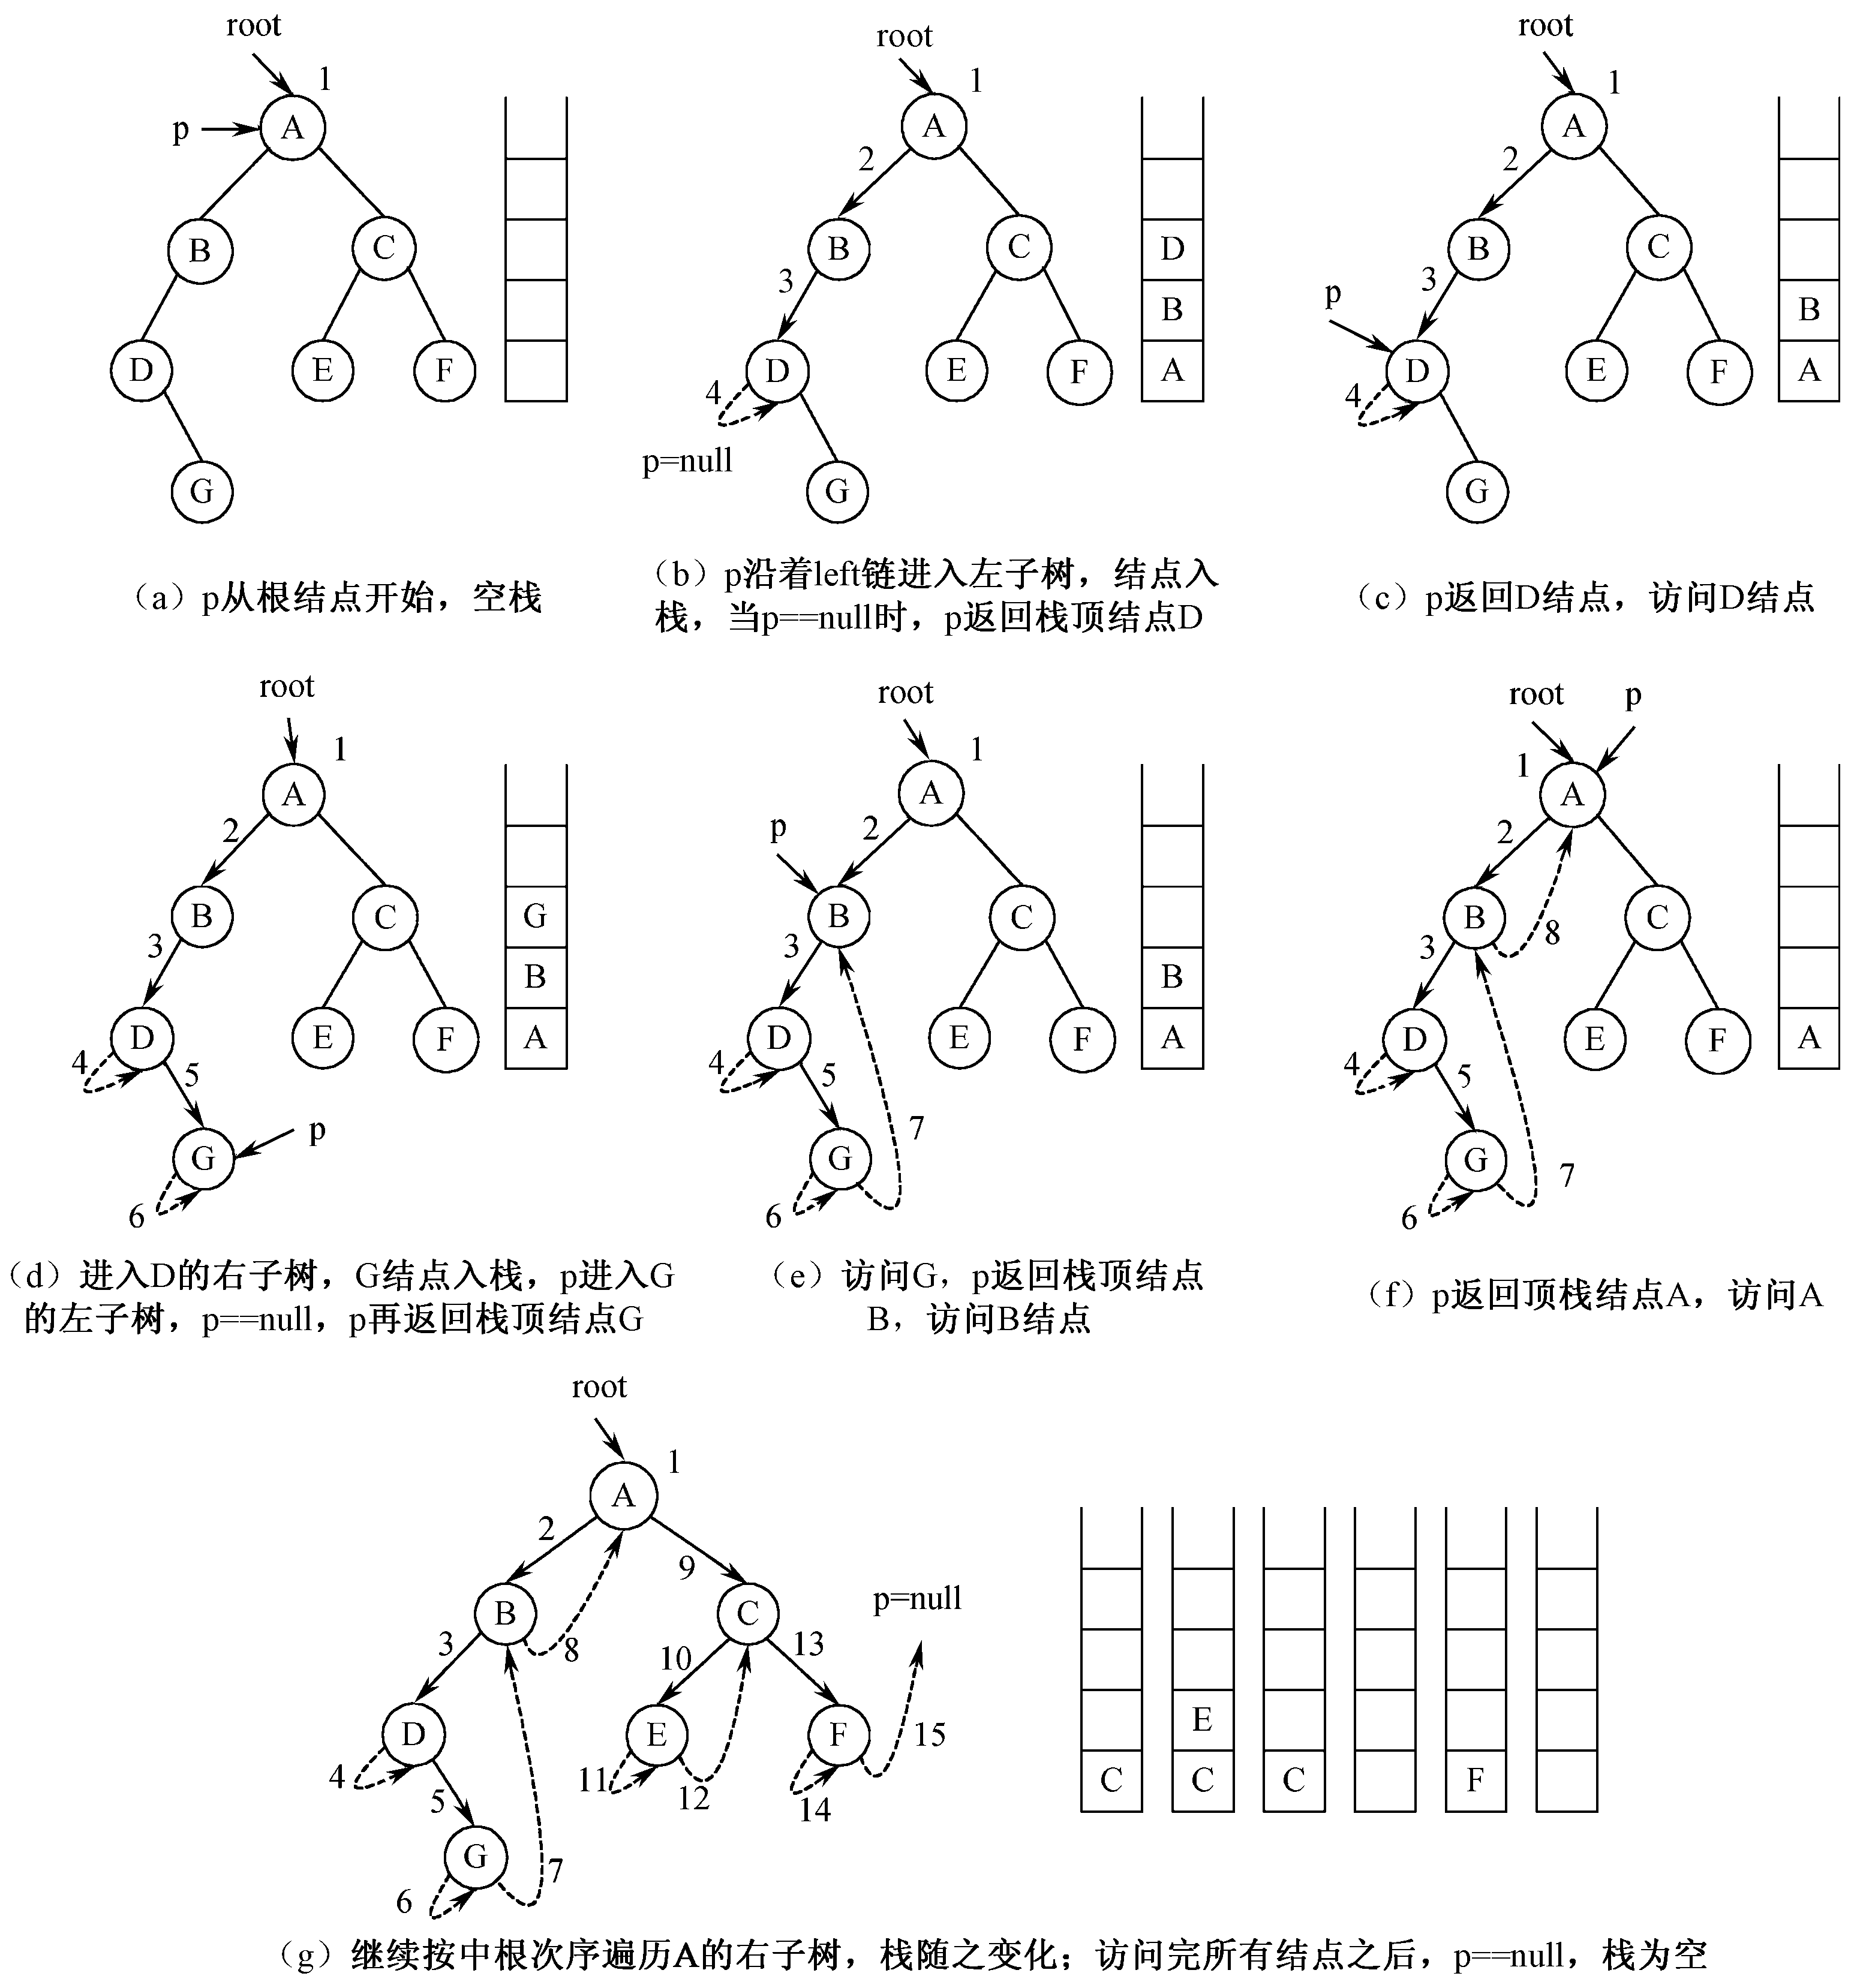 root
1
p
A
B
C
D
E
F
G
(a) p从根结点开始，空栈
root
1
A
2
B
C
3
D
E
F
4
p=null
G
D
B
A
(b) p沿着left链进入左子树，结点入
栈，当p==null时，p返回栈顶结点D
root
1
A
2
B
C
3
p
D
E
F
4
G
B
A
(c) p返回D结点，访问D结点
root
1
A
2
B
C
3
D
E
F
4
5
G
p
6
G
B
A
(d) 进入D的右子树，G结点入栈，p进入G
的左子树，p==null，p再返回栈顶结点G
root
1
A
p
2
B
C
3
D
E
F
4
5
7
G
6
B
A
(e) 访问G，p返回栈顶结点
B，访问B结点
root
p
1
A
2
B
C
8
3
D
E
F
4
5
G
7
6
A
(f) p返回顶栈结点A，访问A
root
1
A
2
9
p=null
B
C
3
8
10
13
D
E
F
15
4
5
11
12
14
G
7
6
E
C
C
C
F
(g) 继续按中根次序遍历A的右子树，栈随之变化；访问完所有结点之后，p==null，栈为空